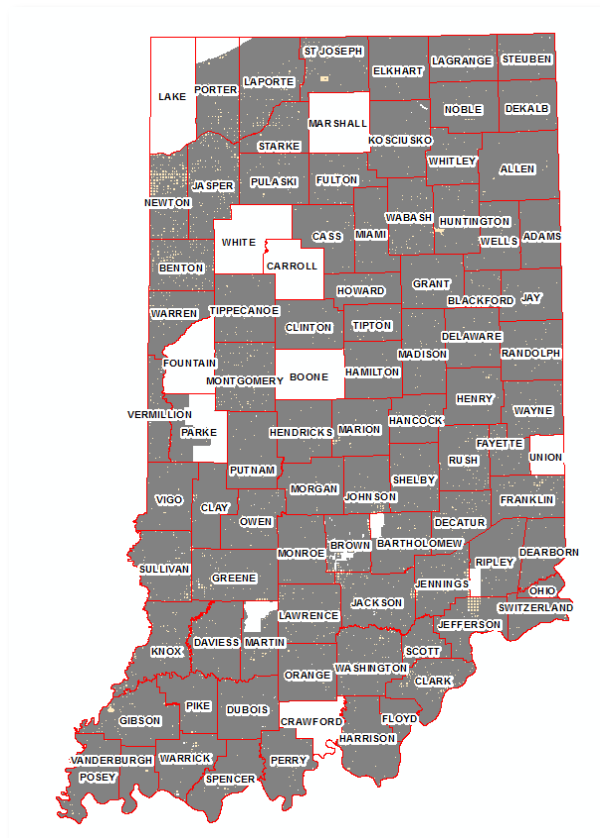 ST JOSEPH
LAGRANGE
STEUBEN
ELKHART
LAPORTE
PORTER
LAKE
NOBLE
DEKALB
MARSHALL
KOSCIUSKO
STARKE
WHITLEY
ALLEN
JASPER
PULASKI
FULTON
NEWTON
WABASH
HUNTINGTON
WHITE
CASS
MIAMI
WELLS
ADAMS
CARROLL
BENTON
GRANT
HOWARD
BLACKFORD
JAY
WARREN
TIPPECANOE
CLINTON
TIPTON
DELAWARE
MADISON
RANDOLPH
FOUNTAIN
MONTGOMERY
BOONE
HAMILTON
HENRY
WAYNE
VERMILLION
PARKE
HENDRICKS
MARION
HANCOCK
FAYETTE
UNION
RUSH
PUTNAM
SHELBY
MORGAN
JOHNSON
VIGO
CLAY
FRANKLIN
OWEN
DECATUR
BROWN
BARTHOLOMEW
MONROE
DEARBORN
RIPLEY
SULLIVAN
GREENE
JENNINGS
OHIO
JACKSON
SWITZERLAND
LAWRENCE
JEFFERSON
DAVIESS
MARTIN
KNOX
SCOTT
ORANGE
WASHINGTON
CLARK
PIKE
DUBOIS
GIBSON
CRAWFORD
FLOYD
HARRISON
VANDERBURGH
WARRICK
PERRY
POSEY
SPENCER